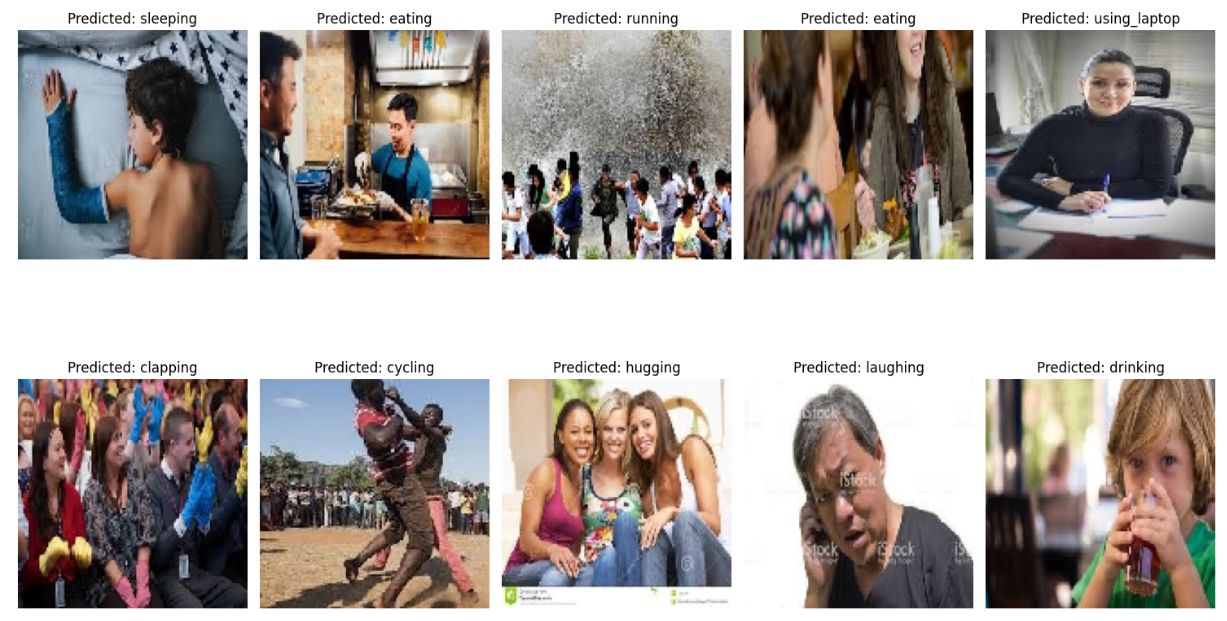 Predicted: sleeping
Predicted: eating
Predicted: running
Predicted: eating
Predicted: using_laptop
Predicted: clapping
Predicted: cycling
Predicted: hugging
Predicted: laughing
Predicted: drinking
iStock
iStock
iStock
iStock